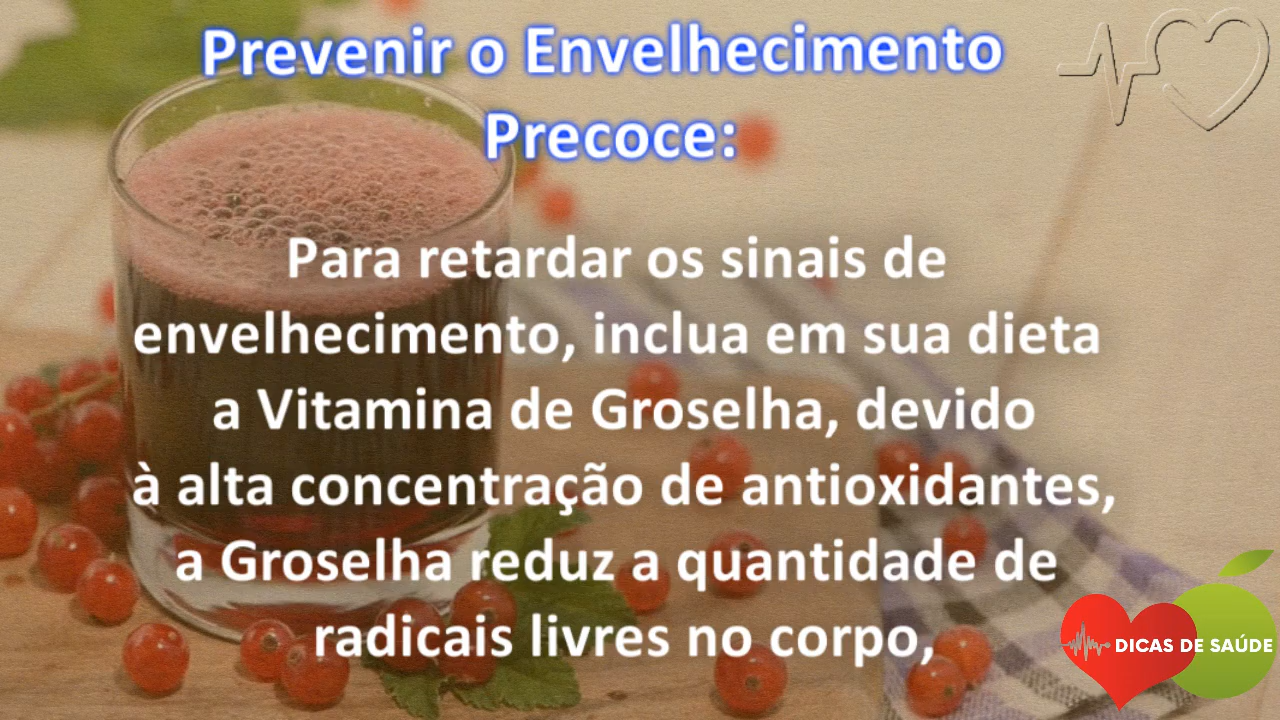 Prevenir o Envelhecimento
Precoce:
Para retardar os sinais de
envelhecimento, inclua em sua dieta
a Vitamina de Groselha, devido
à alta concentração de antioxidantes,
a Groselha reduz a quantidade de
radicais livres no corpo,
DICAS DE SAÚDE